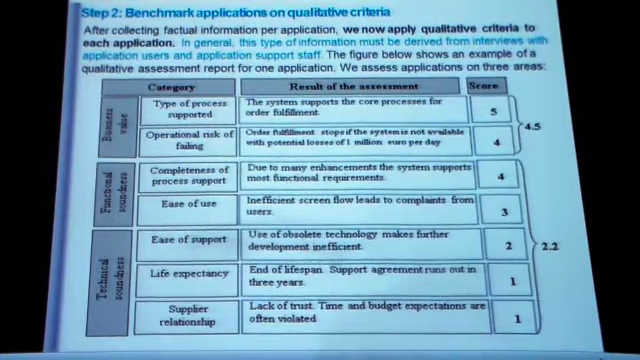 Step 2: Benchmark applications on qualitative criteria
After collecting factual information per application, we now apply qualitative criteria to
each application. In general, this type of information must be derived from interviews with
application users and application support staff. The figure below shows an example of a
qualitative assessment report for one application. We assess applications on three areas:
Category Result of the assessment Score
Business value
Type of process
supported
The system supports the core processes for
order fulfillment.
5
Operational risk of
failing
Order fulfillment stops if the system is not available
with potential losses of 1 million euro per day
4
4.5
Functional soundness
Completeness of
process support
Due to many enhancements the system supports
most functional requirements.
4
Ease of use
Inefficient screen flow leads to complaints from
users.
3
Technical soundness
Ease of support
Use of obsolete technology makes further
development inefficient.
2
Life expectancy
End of lifespan. Support agreement runs out in
three years.
1
Supplier
relationship
Lack of trust. Time and budget expectations are
often violated
1
2.2